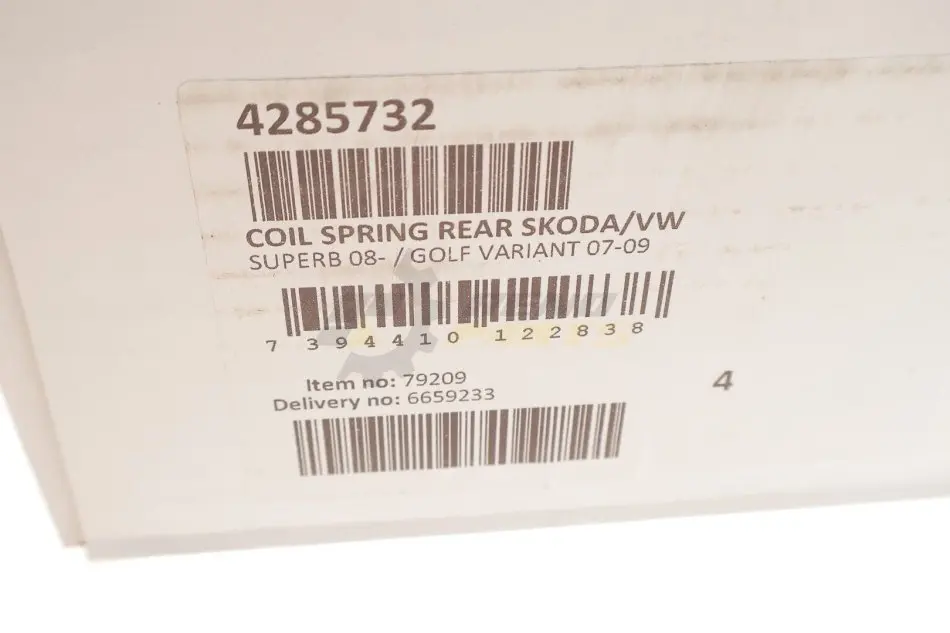 4285732
COIL SPRING REAR SKODA/VW
SUPERB 08- / GOLF VARIANT 07-09
7 394410 122838
Item no: 79209
4
Delivery no: 6659233